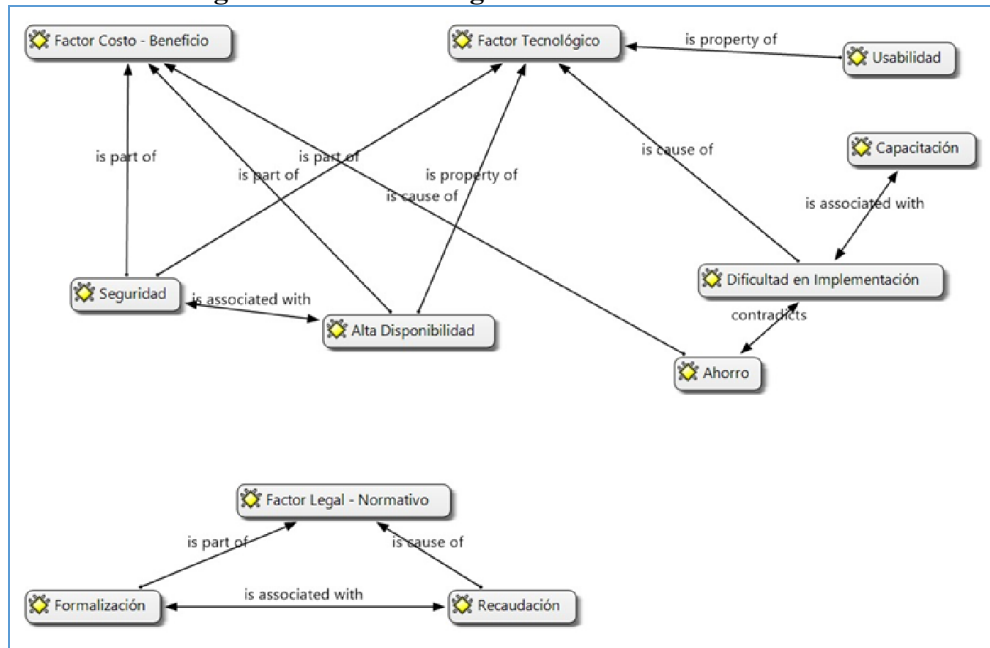 Factor Costo - Beneficio
Factor Tecnológico
is property of
Usabilidad
Capacitación
is part of
is part of
is part of
is property of
is cause of
is cause of
is associated with
Dificultad en Implementación
Seguridad
is associated with
contradicts
Alta Disponibilidad
Ahorro
Factor Legal - Normativo
is part of
is cause of
is associated with
Formalización
Recaudación